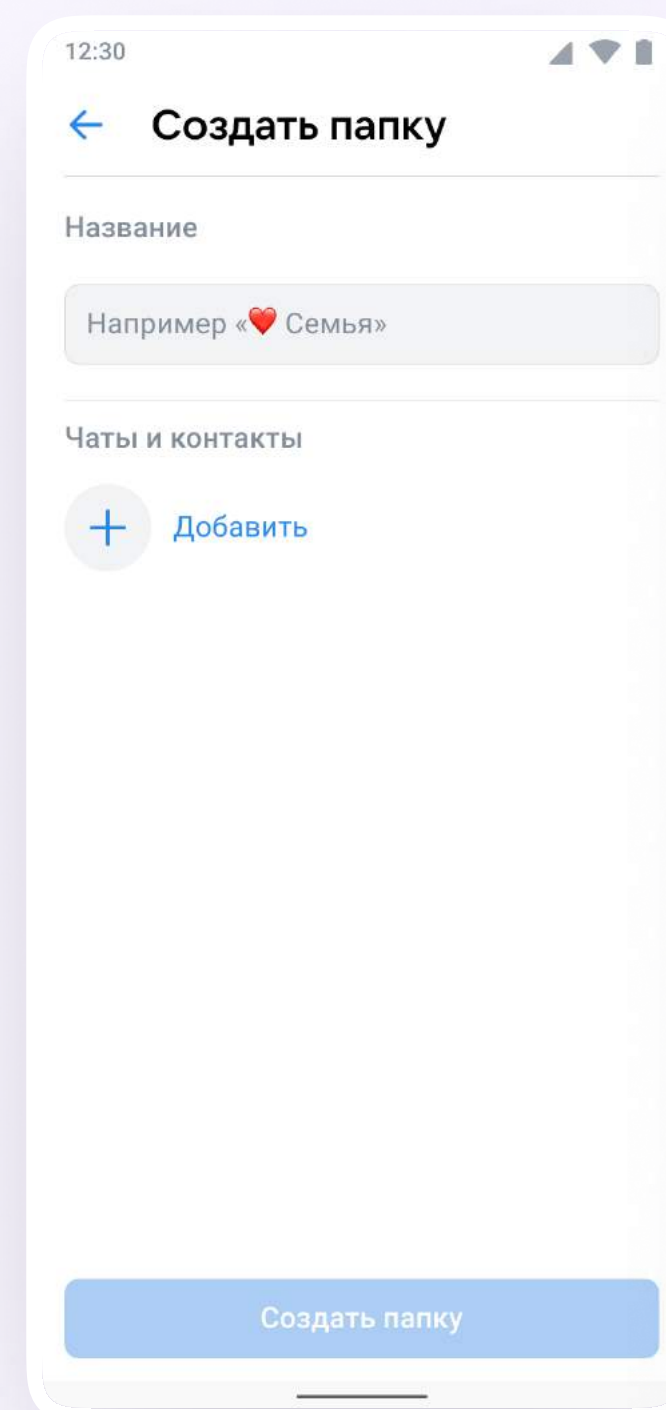 12:30
Создать папку
Название
Например «❤️ Семья»
Чаты и контакты
Добавить
Создать папку